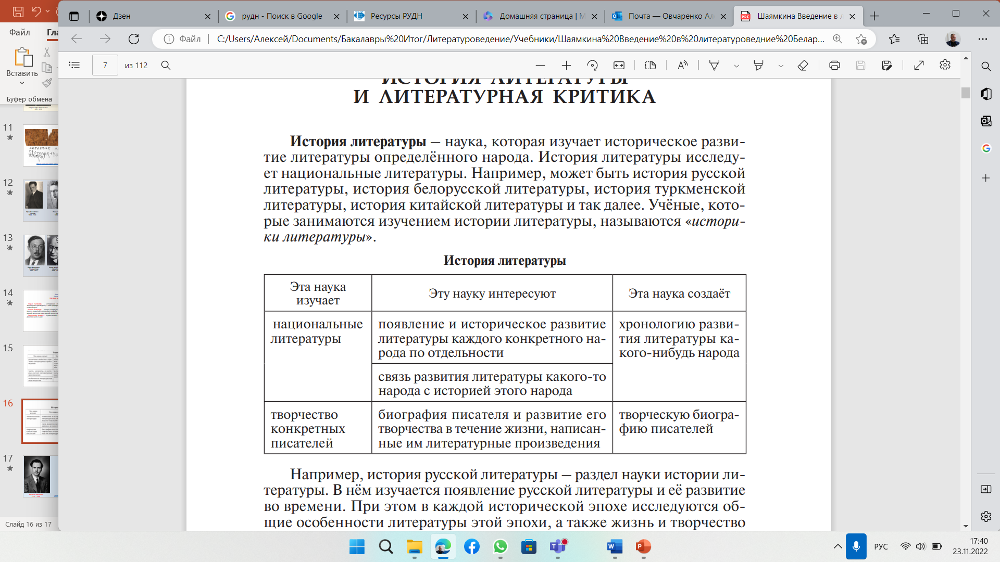 Дзен
рудн - Поиск в Google
Ресурсы РУДН
Домашняя страница | М
Почта — Овчаренко Ал
Шаямкина Введение в л
Файл
C:/Users/Алексей/Documents/Бакалавры%20Итог/Литературоведение/Учебники/Шаямкина%20Введение%20в%20литературоведние%20Белар...
7
из 112
Файл
Гла
Вставить
Буфер обмена
11
12
13
14
15
16
17
Слайд 16 из 17
ИСТОРИЯ ЛИТЕРАТУРЫ
И ЛИТЕРАТУРНАЯ КРИТИКА
История литературы – наука, которая изучает историческое разви-
тие литературы определённого народа. История литературы исследу-
ет национальные литературы. Например, может быть история русской
литературы, история белорусской литературы, история туркменской
литературы, история китайской литературы и так далее. Учёные, кото-
рые занимаются изучением истории литературы, называются «истори-
ки литературы».
История литературы
Эта наука
изучает
Эту науку интересуют
Эта наука создаёт
национальные
литературы
появление и историческое развитие
литературы каждого конкретного на-
рода по отдельности
хронологию разви-
тия литературы ка-
кого-нибудь народа
связь развития литературы какого-то
народа с историей этого народа
творчество
конкретных
писателей
биография писателя и развитие его
творчества в течение жизни, написан-
ные им литературные произведения
творческую биогра-
фию писателей
Например, история русской литературы – раздел науки истории ли-
тературы. В нём изучается появление русской литературы и её развитие
во времени. При этом в каждой исторической эпохе исследуются об-
щие особенности литературы этой эпохи, а также жизнь и творчество
РУС
17:40
23.11.2022